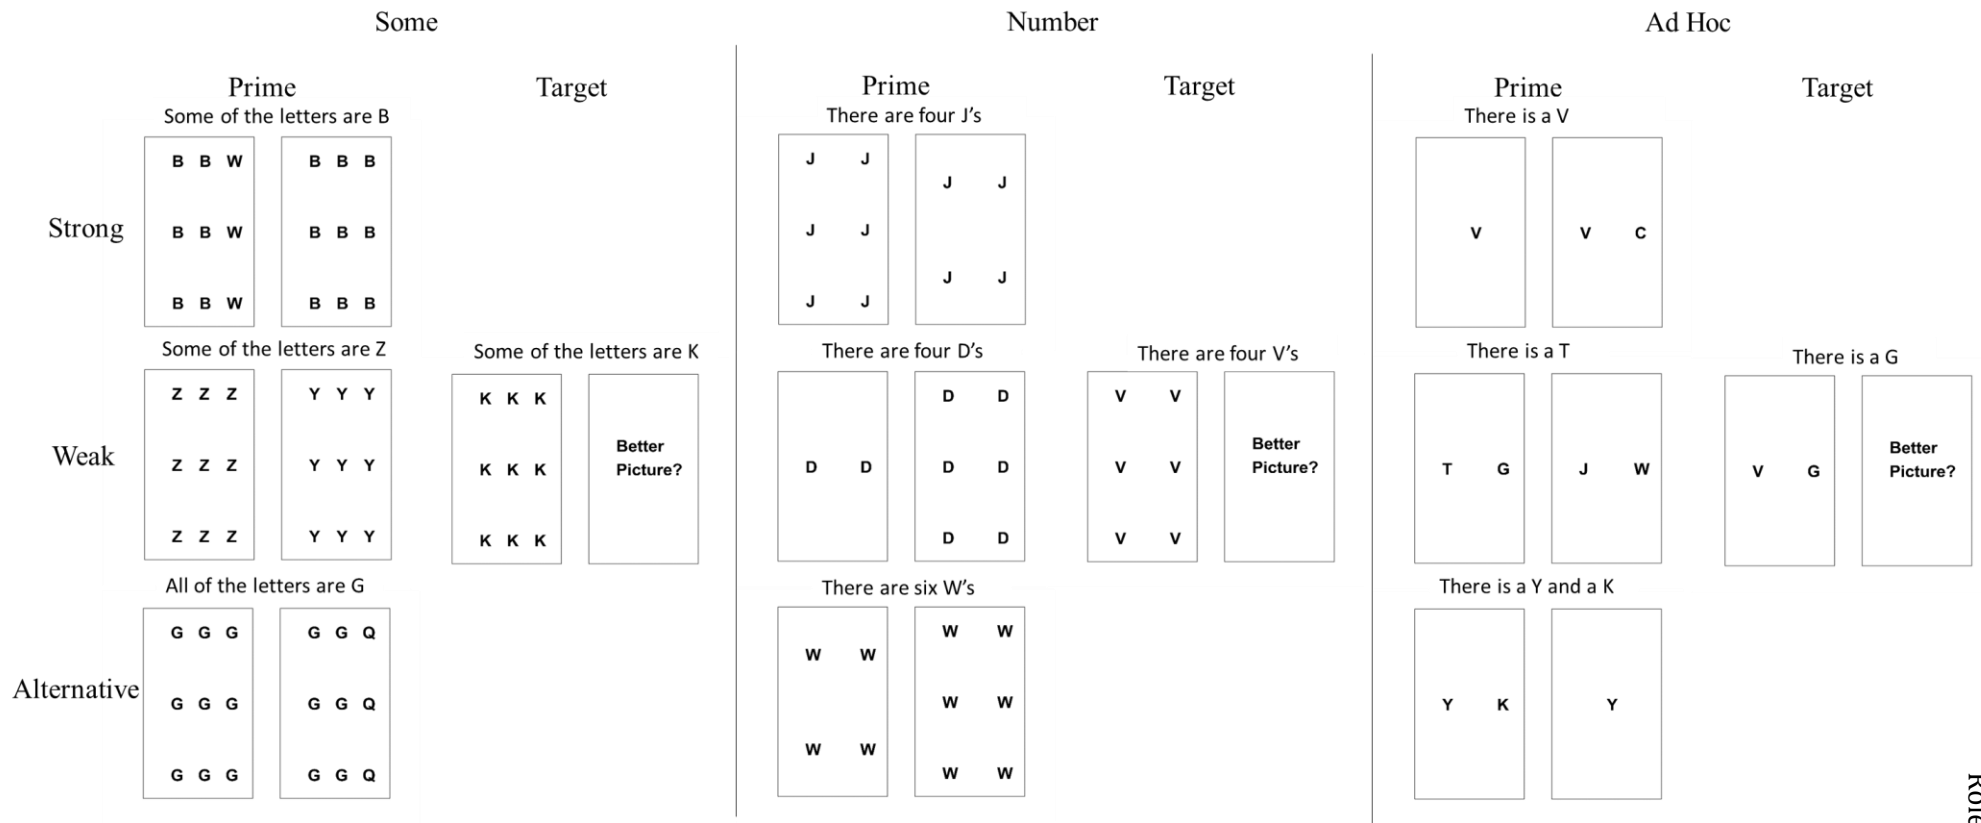 Some
Number
Ad Hoc
Prime
Target
Prime
Target
Prime
Target
Strong
Some of the letters are B
B B W
B B W
B B W
B B B
B B B
B B B
There are four J's
J J
J J
J J
J J
J J
There is a V
V
V C
Weak
Some of the letters are Z
Z Z Z
Z Z Z
Z Z Z
Y Y Y
Y Y Y
Y Y Y
Some of the letters are K
K K K
K K K
K K K
Better
Picture?
There are four D's
D D
D D
D D
D D
There are four V's
V V
V V
V V
Better
Picture?
There is a T
T G
J W
There is a G
V G
Better
Picture?
Alternative
All of the letters are G
G G G
G G G
G G G
G G Q
G G Q
G G Q
There are six W's
W W
W W
W W
W W
W W
There is a Y and a K
Y K
Y